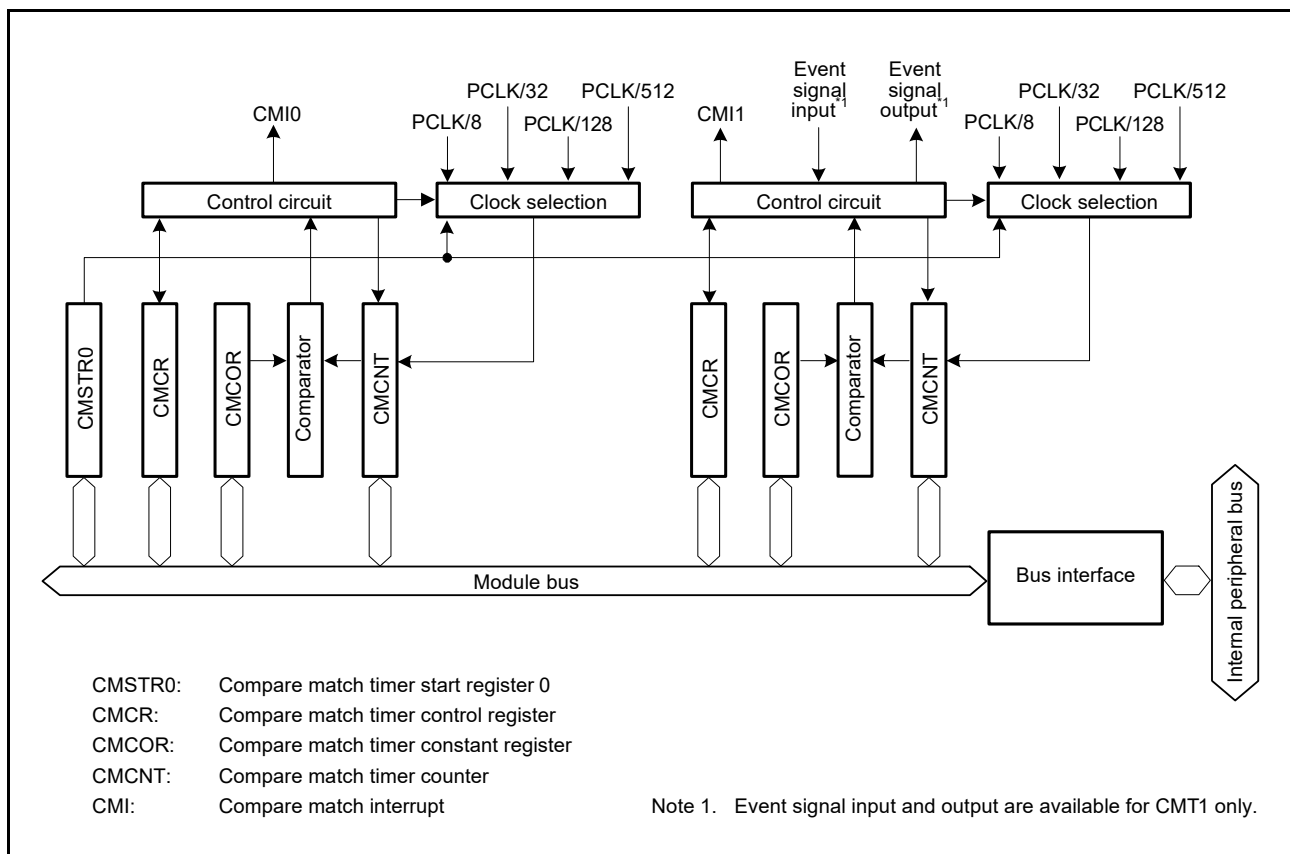 CMI0
PCLK/8
PCLK/32
PCLK/128
PCLK/512
Control circuit
Clock selection
CMSTR0
CMCR
CMCOR
Comparator
CMCNT
CMI1
Event
signal
input*1
Event
signal
output*1
PCLK/8
PCLK/32
PCLK/128
PCLK/512
Control circuit
Clock selection
CMCR
CMCOR
Comparator
CMCNT
Module bus
Bus interface
Internal peripheral bus
CMSTR0: Compare match timer start register 0
CMCR: Compare match timer control register
CMCOR: Compare match timer constant register
CMCNT: Compare match timer counter
CMI: Compare match interrupt
Note 1. Event signal input and output are available for CMT1 only.